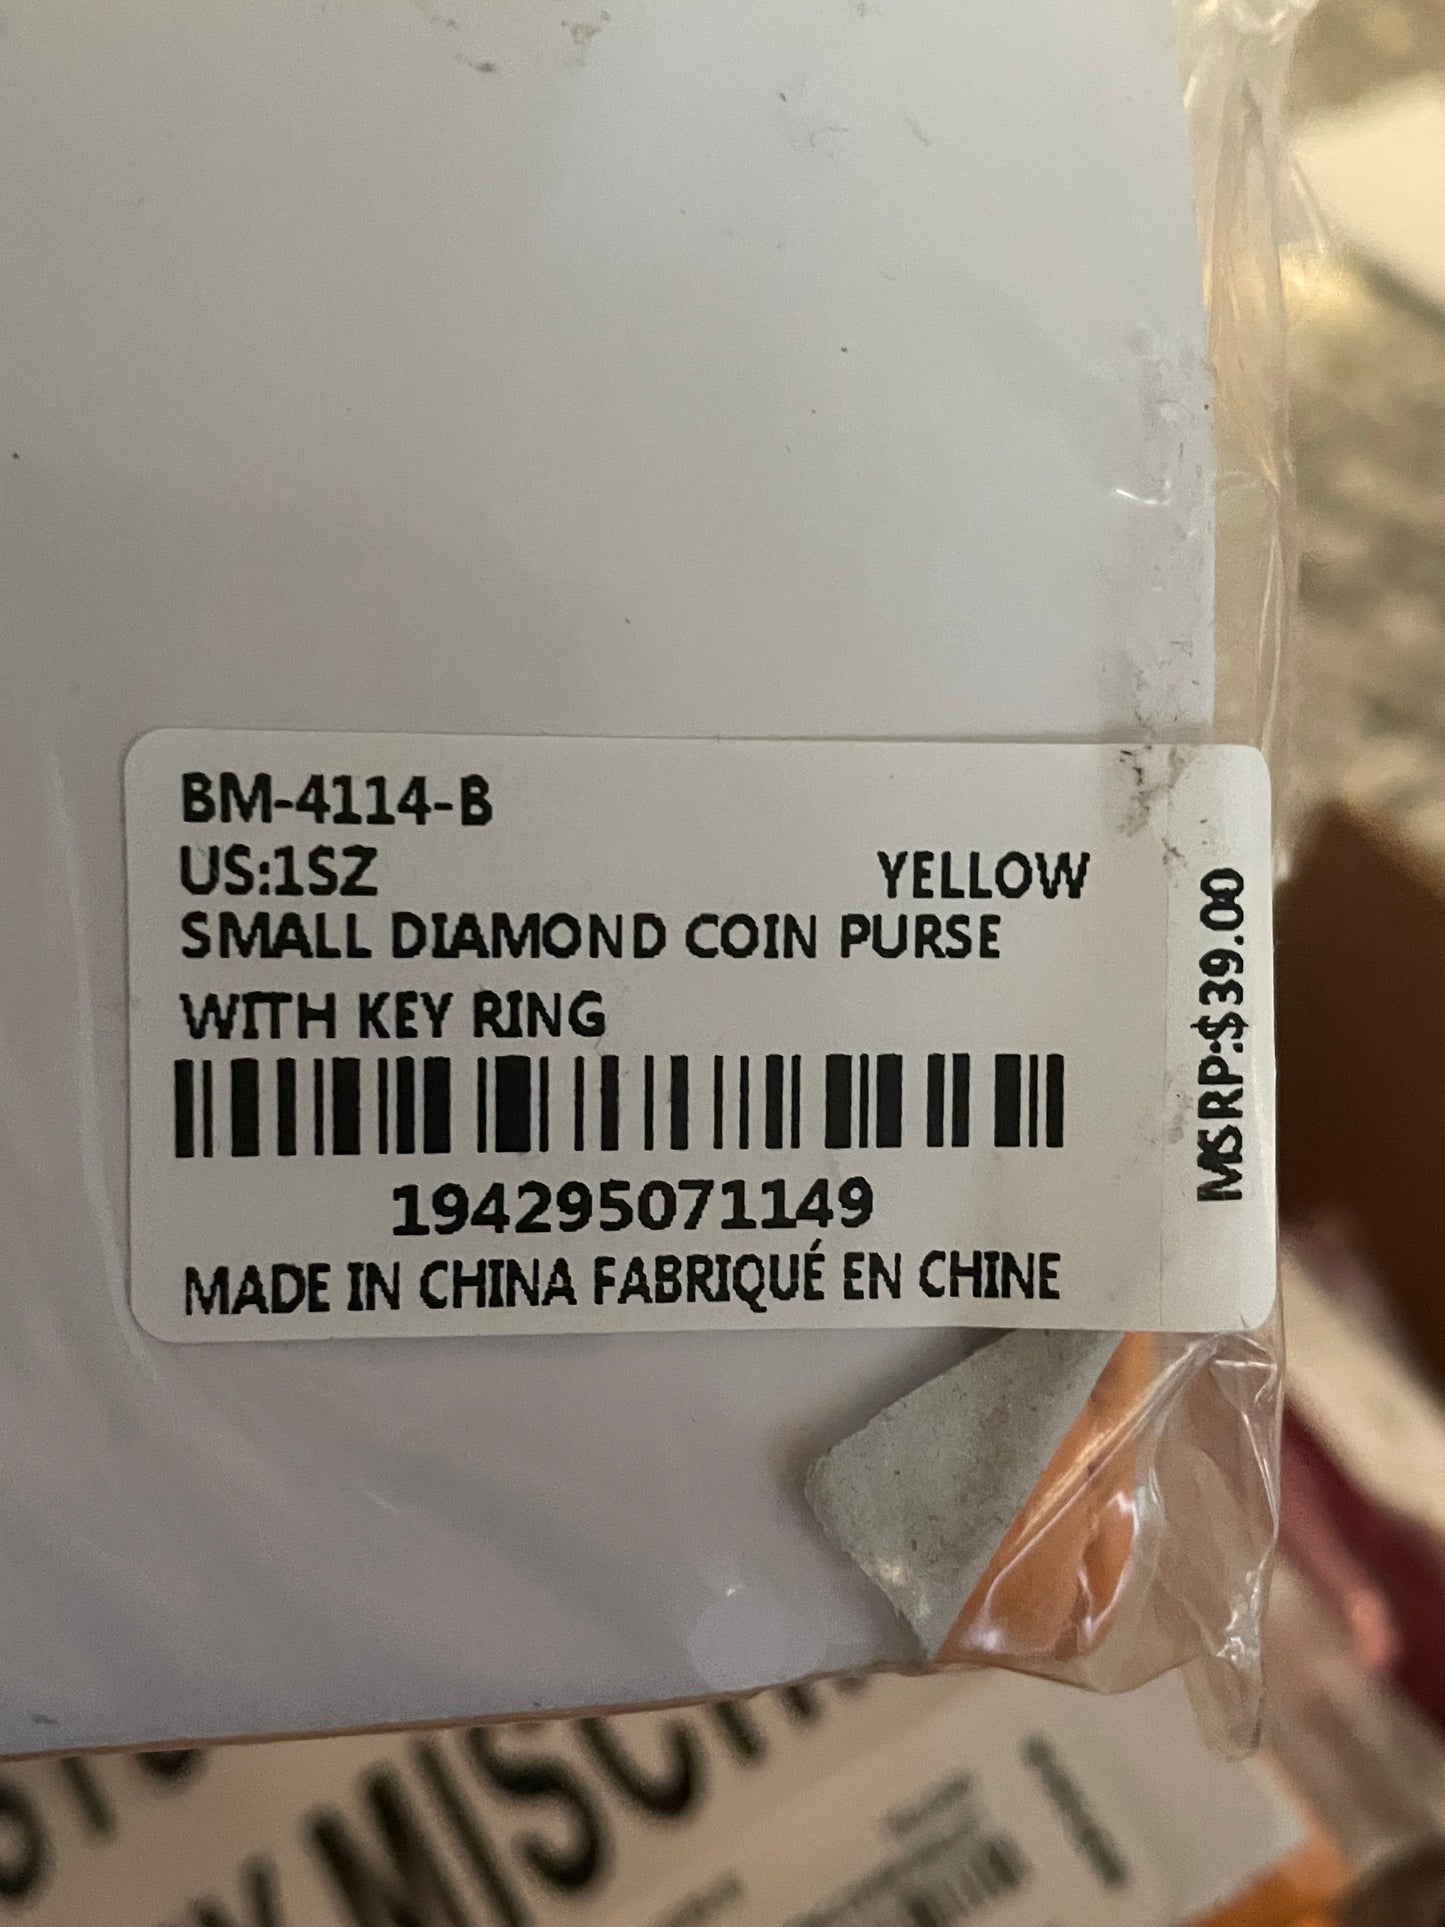 BM-4114-B
US:1SZ YELLOW
SMALL DIAMOND COIN PURSE
WITH KEY RING
194295071149
MADE IN CHINA FABRIQUÉ EN CHINE
MSRP:$39.00